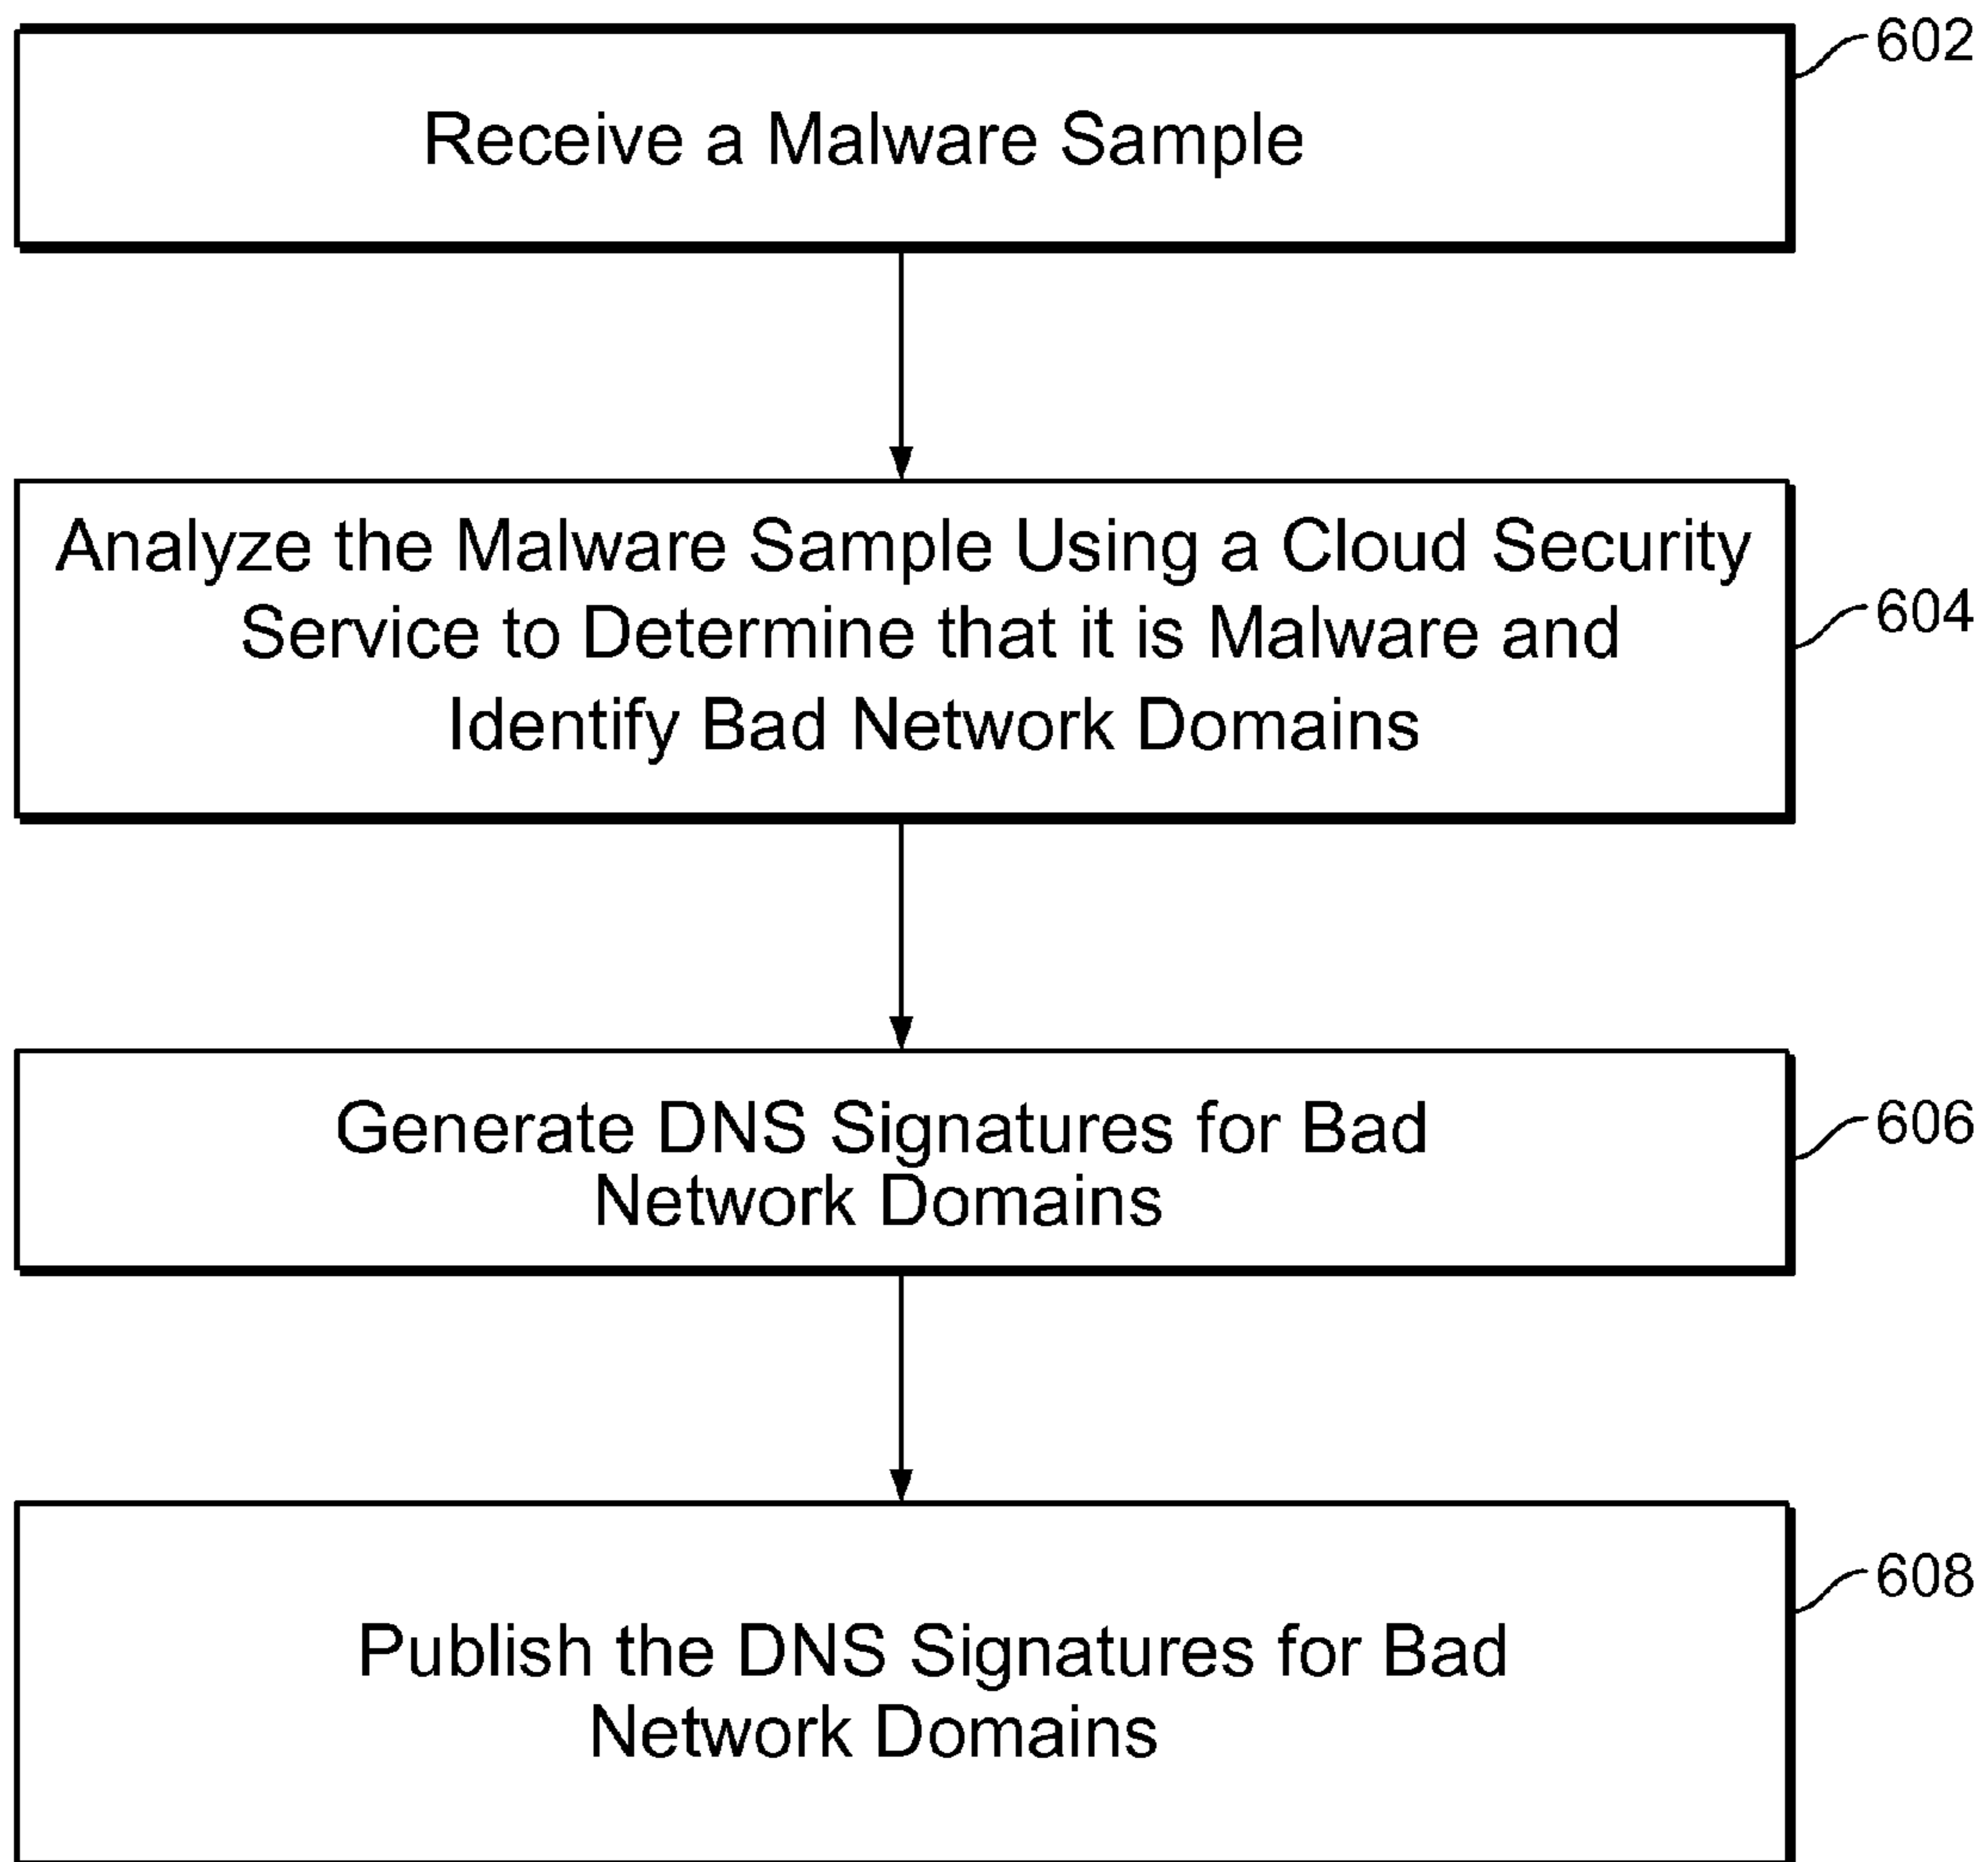 602
Receive a Malware Sample
Analyze the Malware Sample Using a Cloud Security
Service to Determine that it is Malware and
604
Identify Bad Network Domains
Generate DNS Signatures for Bad
606
Network Domains
608
Publish the DNS Signatures for Bad
Network Domains